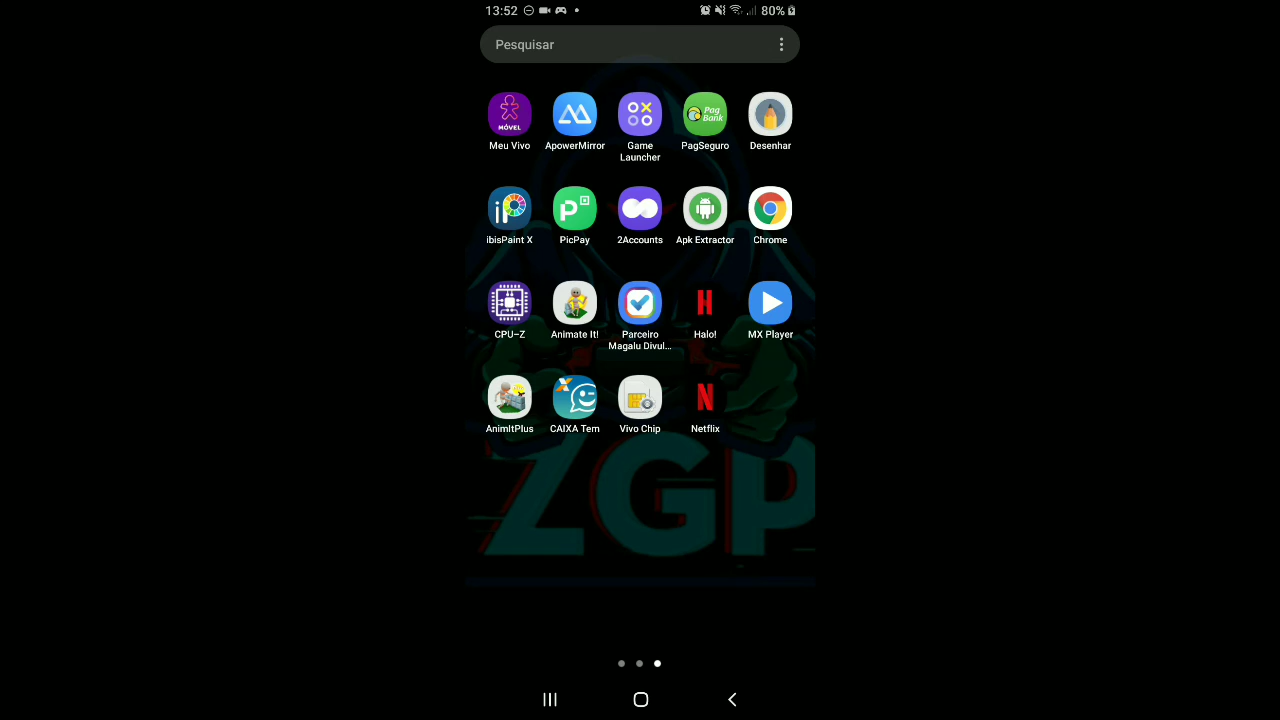 13:52
80%
Pesquisar
MÓVEL
Pag
Bank
Meu Vivo
ApowerMirror
Game
Launcher
PagSeguro
Desenhar
iP
P
ibisPaint X
PicPay
2Accounts
Apk Extractor
Chrome
H
CPU-Z
Animate It!
Parceiro
Magalu Divul...
Halo!
MX Player
X
N
AnimItPlus
CAIXA Tem
Vivo Chip
Netflix
ZGP